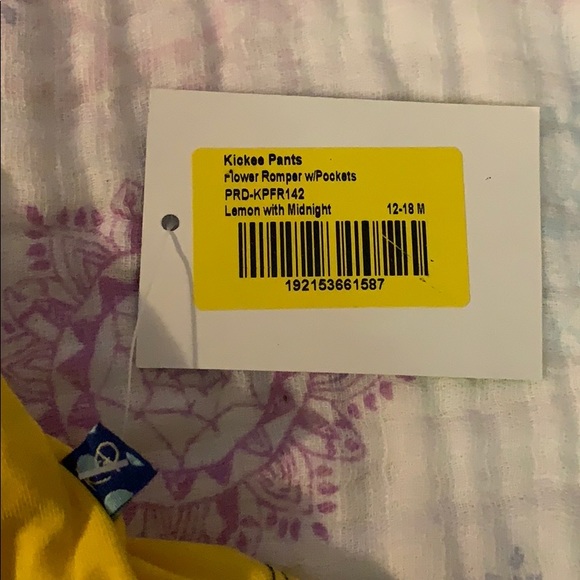 Kickee Pants
Flower Romper w/Pockets
PRD-KPFR142
Lemon with Midnight 12-18 M
192153661587